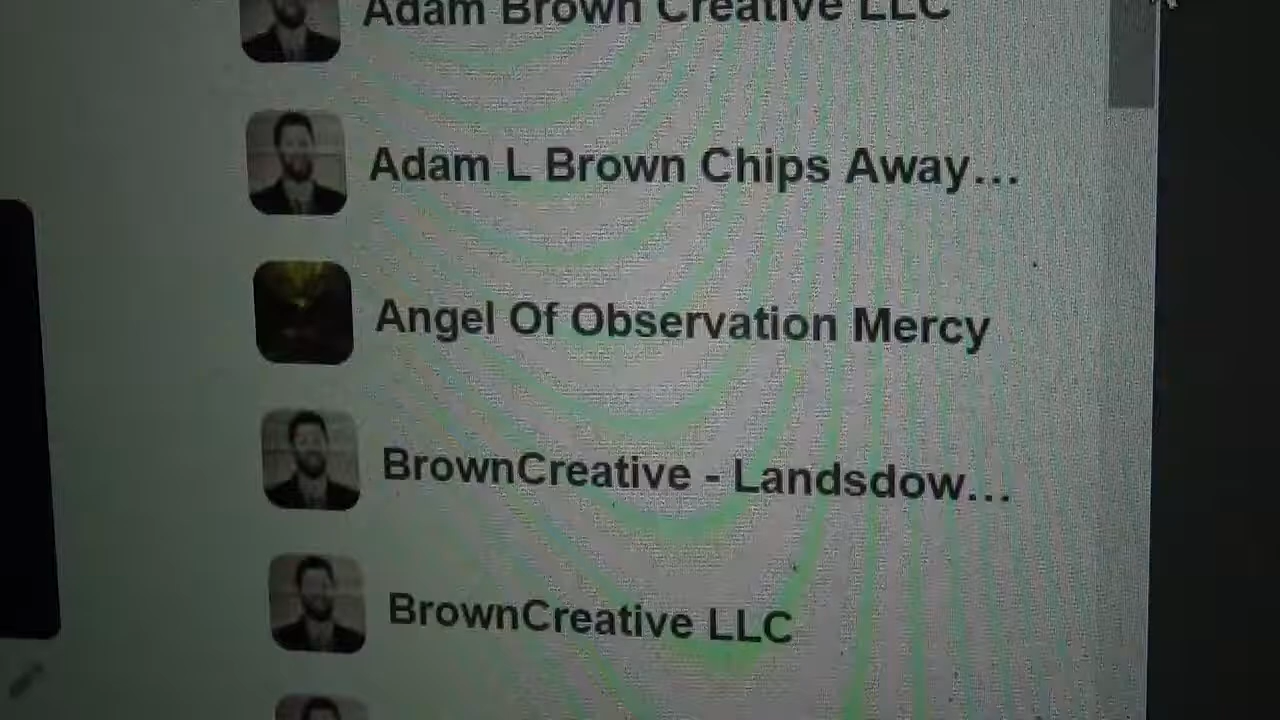 Adam Brown Creative LLC
Adam L Brown Chips Away...
Angel Of Observation Mercy
BrownCreative - Landsdow...
BrownCreative LLC